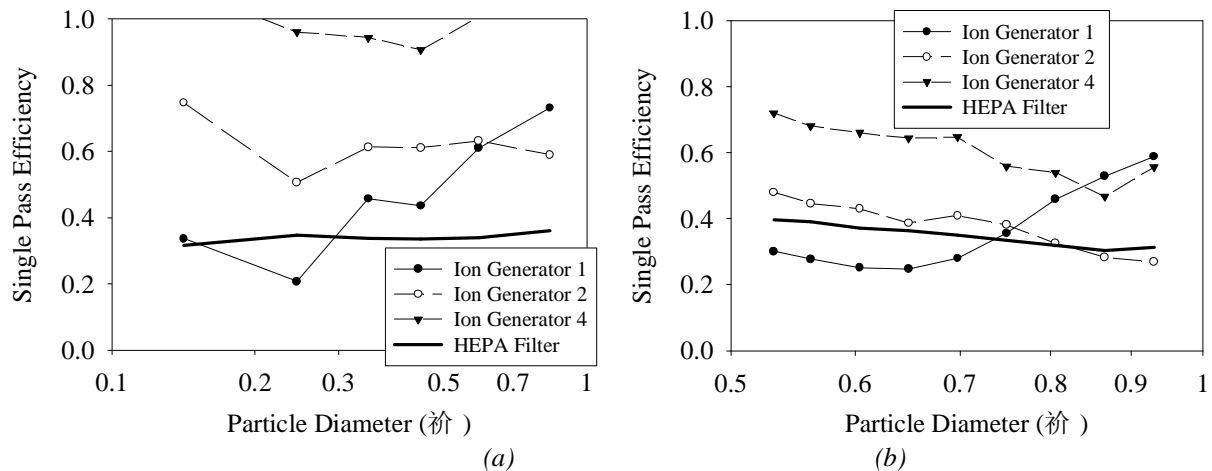 Single Pass Efficiency
1.0
0.8
0.6
0.4
0.2
0.0
Ion Generator 1
Ion Generator 2
Ion Generator 4
HEPA Filter
0.1 0.2 0.3 0.5 0.7 1
Particle Diameter (祄 )
(a)
Single Pass Efficiency
1.0
0.8
0.6
0.4
0.2
0.0
Ion Generator 1
Ion Generator 2
Ion Generator 4
HEPA Filter
0.5 0.6 0.7 0.8 0.9 1
Particle Diameter (祄 )
(b)